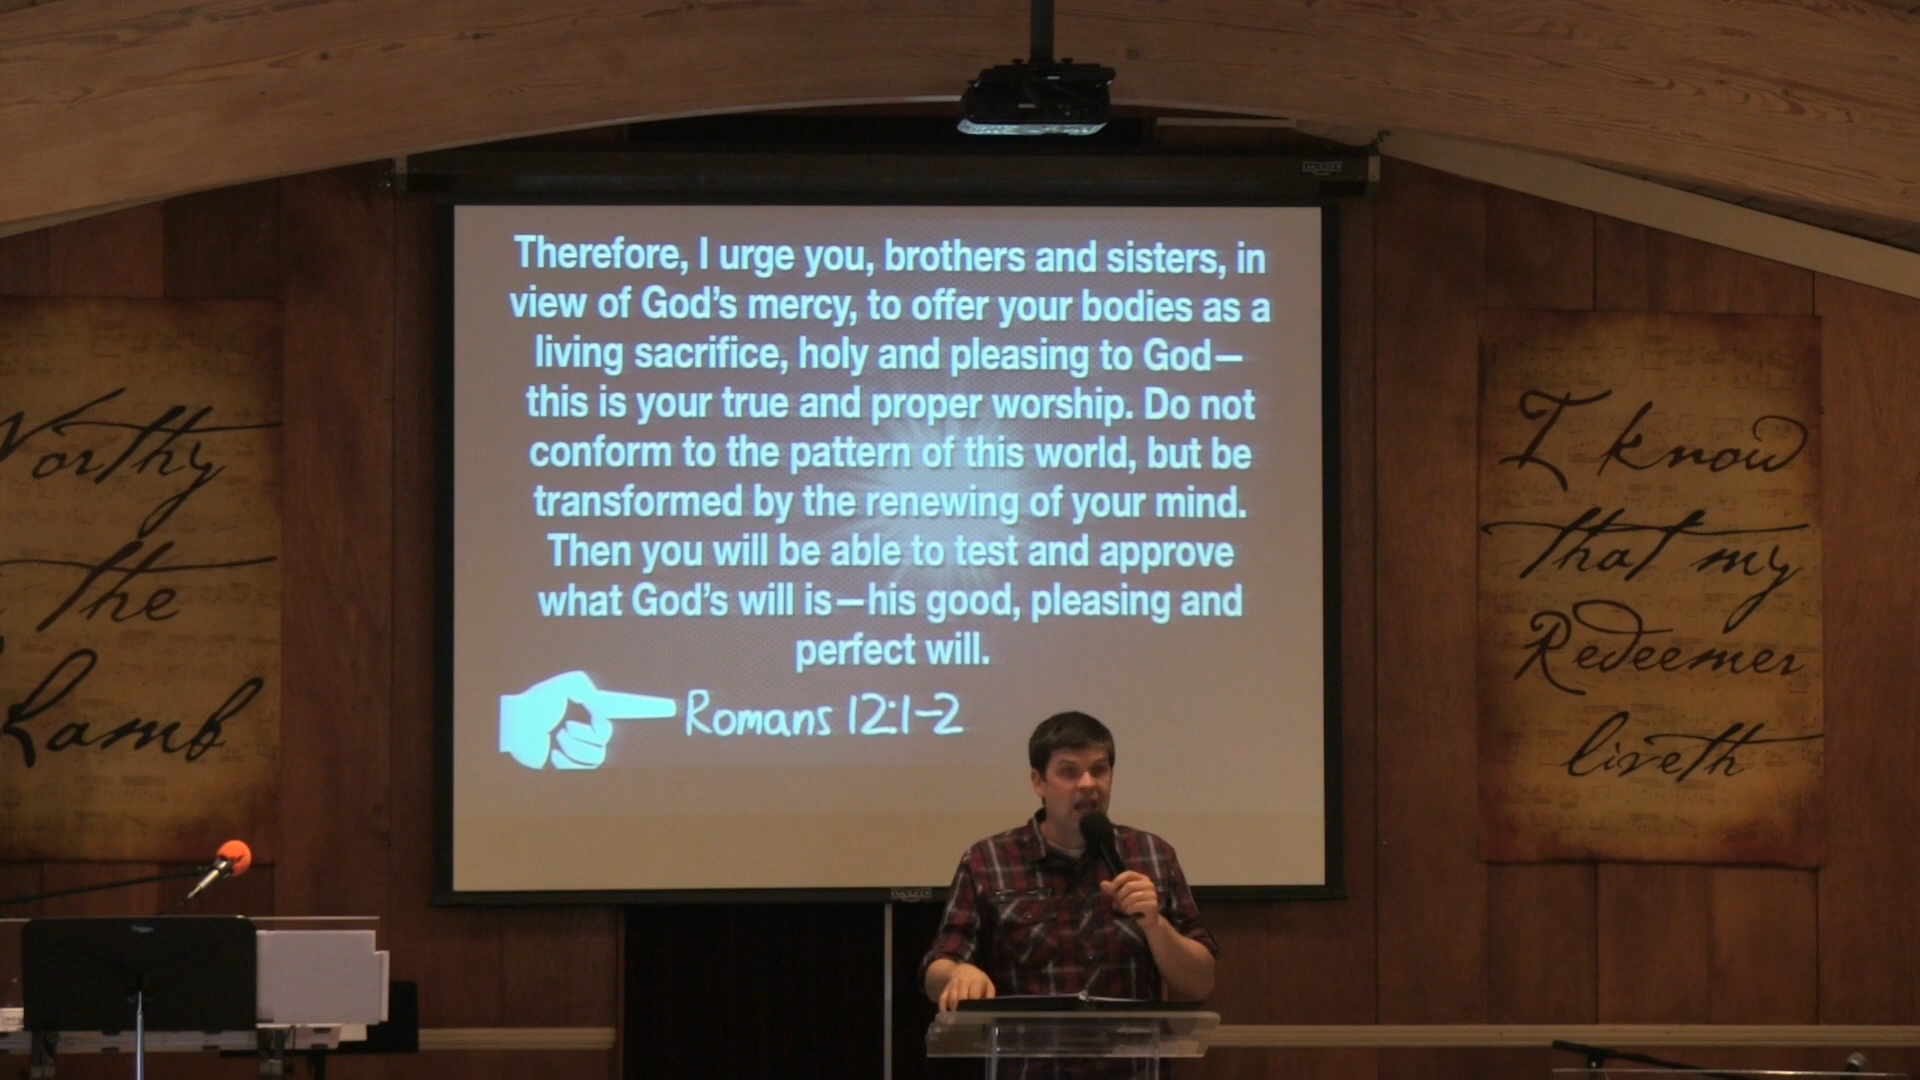 Therefore, I urge you, brothers and sisters, in
view of God's mercy, to offer your bodies as a
living sacrifice, holy and pleasing to God—
this is your true and proper worship. Do not
conform to the pattern of this world, but be
transformed by the renewing of your mind.
Then you will be able to test and approve
what God's will is—his good, pleasing and
perfect will.
Romans 12:1-2
Worthy
The
Lamb
I know
that my
Redeemer
liveth
DA-LITE